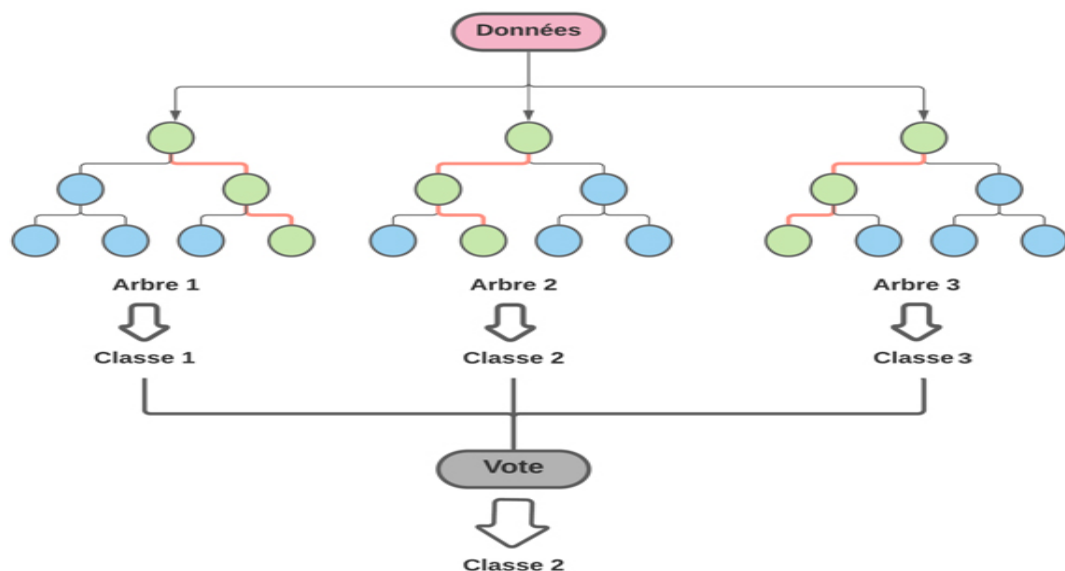 Données
Arbre 1
Arbre 2
Arbre 3
Classe 1
Classe 2
Classe 3
Vote
Classe 2